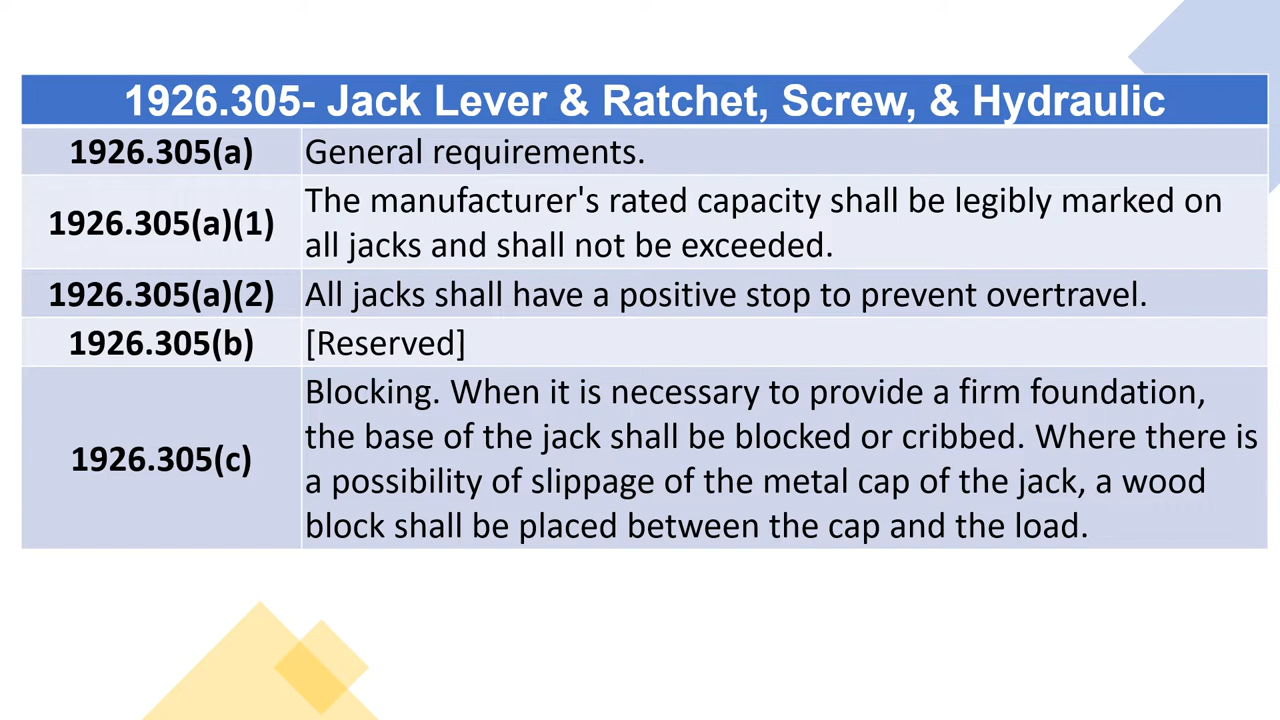 1926.305- Jack Lever & Ratchet, Screw, & Hydraulic
1926.305(a) General requirements.
1926.305(a)(1) The manufacturer's rated capacity shall be legibly marked on
all jacks and shall not be exceeded.
1926.305(a)(2) All jacks shall have a positive stop to prevent overtravel.
1926.305(b) [Reserved]
1926.305(c) Blocking. When it is necessary to provide a firm foundation,
the base of the jack shall be blocked or cribbed. Where there is
a possibility of slippage of the metal cap of the jack, a wood
block shall be placed between the cap and the load.